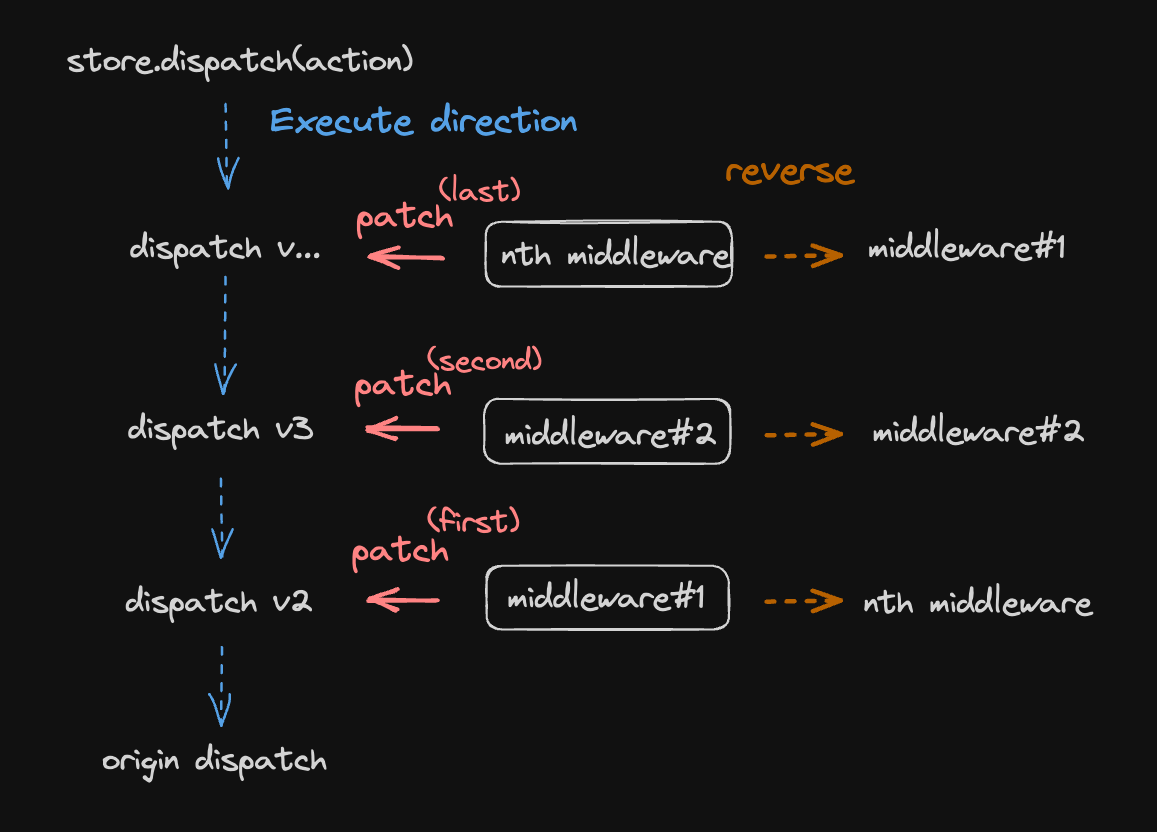 store.dispatch(action)
Execute direction
reverse
(last)
patch
dispatch v...
nth middleware
middleware#1
(second)
patch
dispatch v3
middleware#2
middleware#2
(first)
patch
dispatch v2
middleware#1
nth middleware
origin dispatch